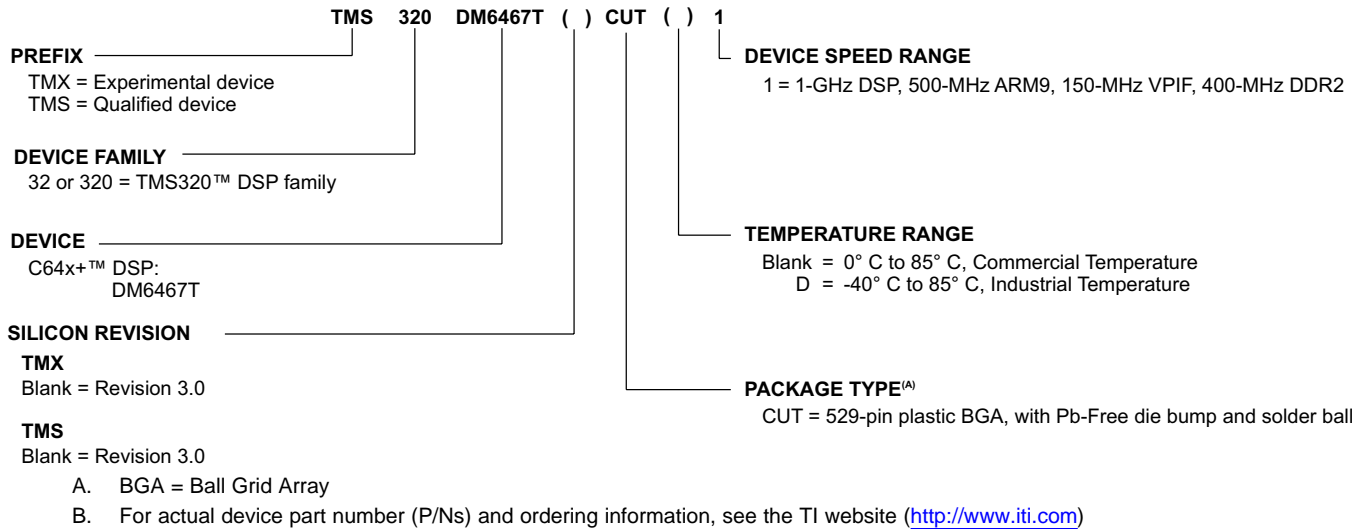 TMS 320 DM6467T ( ) CUT ( ) 1
PREFIX
TMX = Experimental device
TMS = Qualified device
DEVICE FAMILY
32 or 320 = TMS320™ DSP family
DEVICE
C64x+™ DSP:
DM6467T
SILICON REVISION
TMX
Blank = Revision 3.0
TMS
Blank = Revision 3.0
DEVICE SPEED RANGE
1 = 1-GHz DSP, 500-MHz ARM9, 150-MHz VPIF, 400-MHz DDR2
TEMPERATURE RANGE
Blank = 0° C to 85° C, Commercial Temperature
D = -40° C to 85° C, Industrial Temperature
PACKAGE TYPE(A)
CUT = 529-pin plastic BGA, with Pb-Free die bump and solder ball
A. BGA = Ball Grid Array
B. For actual device part number (P/Ns) and ordering information, see the TI website (http://www.iti.com)